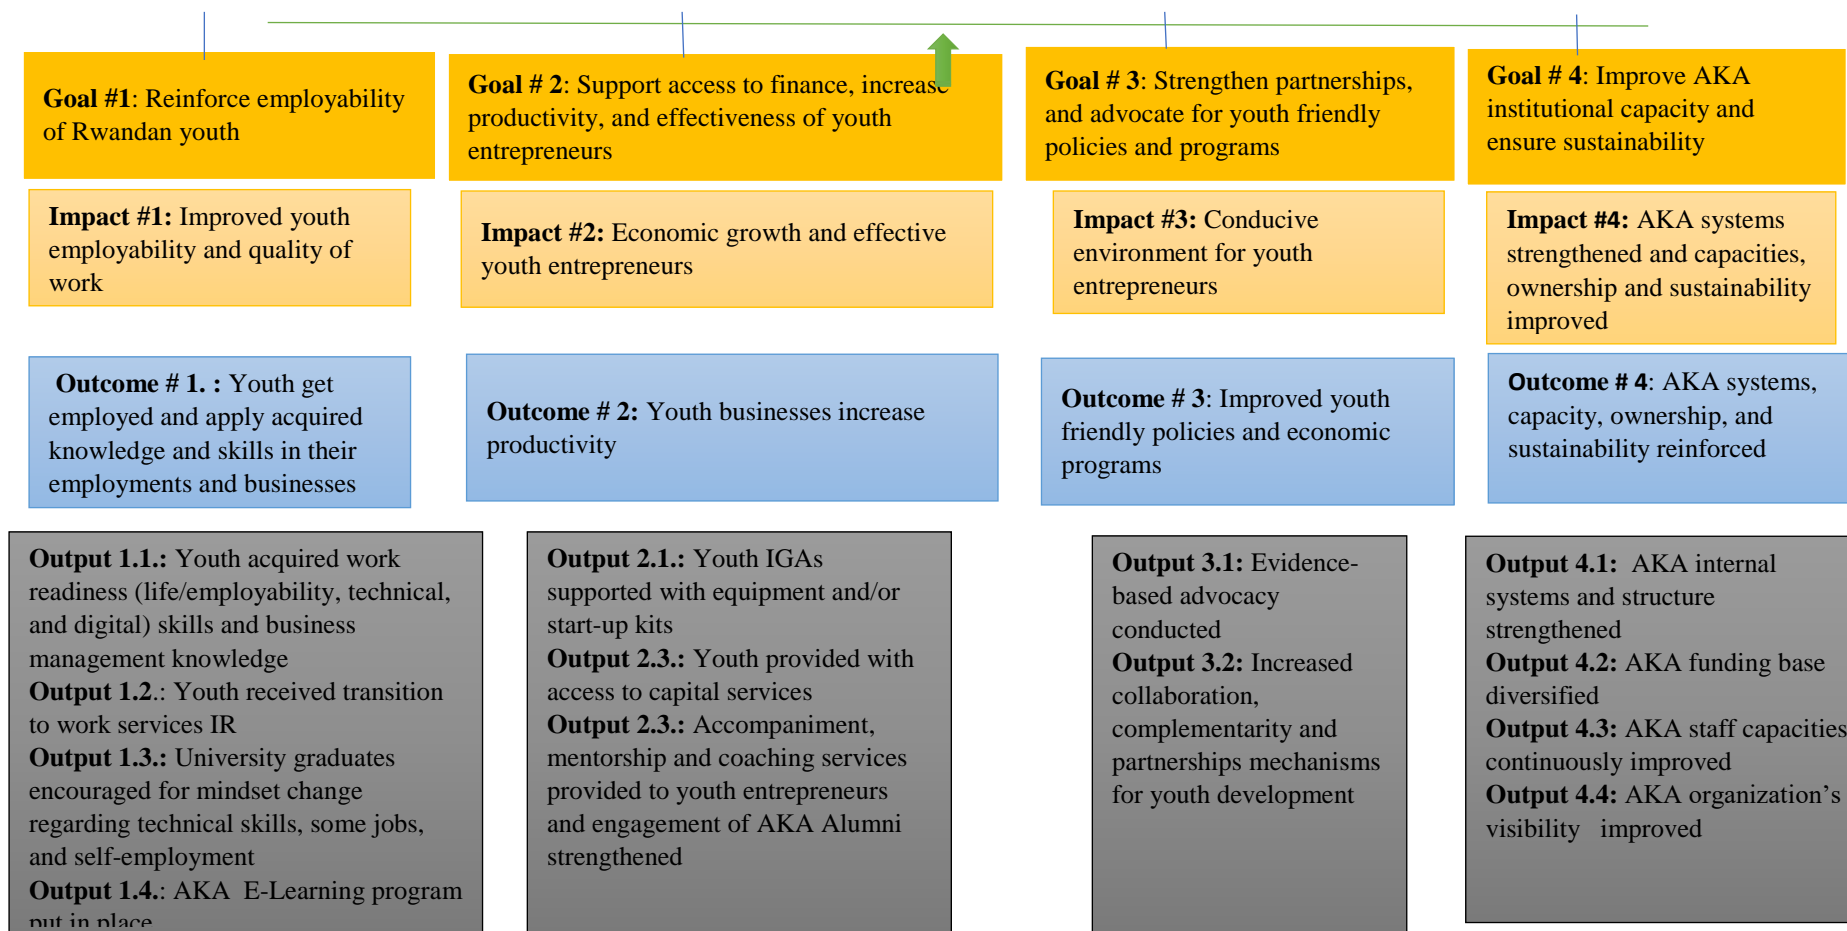 Goal #1: Reinforce employability
of Rwandan youth
Impact #1: Improved youth
employability and quality of
work
Outcome # 1. : Youth get
employed and apply acquired
knowledge and skills in their
employments and businesses
Output 1.1.: Youth acquired work
readiness (life/employability, technical,
and digital) skills and business
management knowledge
Output 1.2.: Youth received transition
to work services IR
Output 1.3.: University graduates
encouraged for mindset change
regarding technical skills, some jobs,
and self-employment
Output 1.4.: AKA  E-Learning program
put in place
Goal # 2: Support access to finance, increase
productivity, and effectiveness of youth
entrepreneurs
Impact #2: Economic growth and effective
youth entrepreneurs
Outcome # 2: Youth businesses increase
productivity
Output 2.1.: Youth IGAs
supported with equipment and/or
start-up kits
Output 2.3.: Youth provided with
access to capital services
Output 2.3.: Accompaniment,
mentorship and coaching services
provided to youth entrepreneurs
and engagement of AKA Alumni
strengthened
Goal # 3: Strengthen partnerships,
and advocate for youth friendly
policies and programs
Impact #3: Conducive
environment for youth
entrepreneurs
Outcome # 3: Improved youth
friendly policies and economic
programs
Output 3.1: Evidence-
based advocacy
conducted
Output 3.2: Increased
collaboration,
complementarity and
partnerships mechanisms
for youth development
Goal # 4: Improve AKA
institutional capacity and
ensure sustainability
Impact #4: AKA systems
strengthened and capacities,
ownership and sustainability
improved
Outcome # 4: AKA systems,
capacity, ownership, and
sustainability reinforced
Output 4.1:  AKA internal
systems and structure
strengthened
Output 4.2: AKA funding base
diversified
Output 4.3: AKA staff capacities
continuously improved
Output 4.4: AKA organization's
visibility   improved